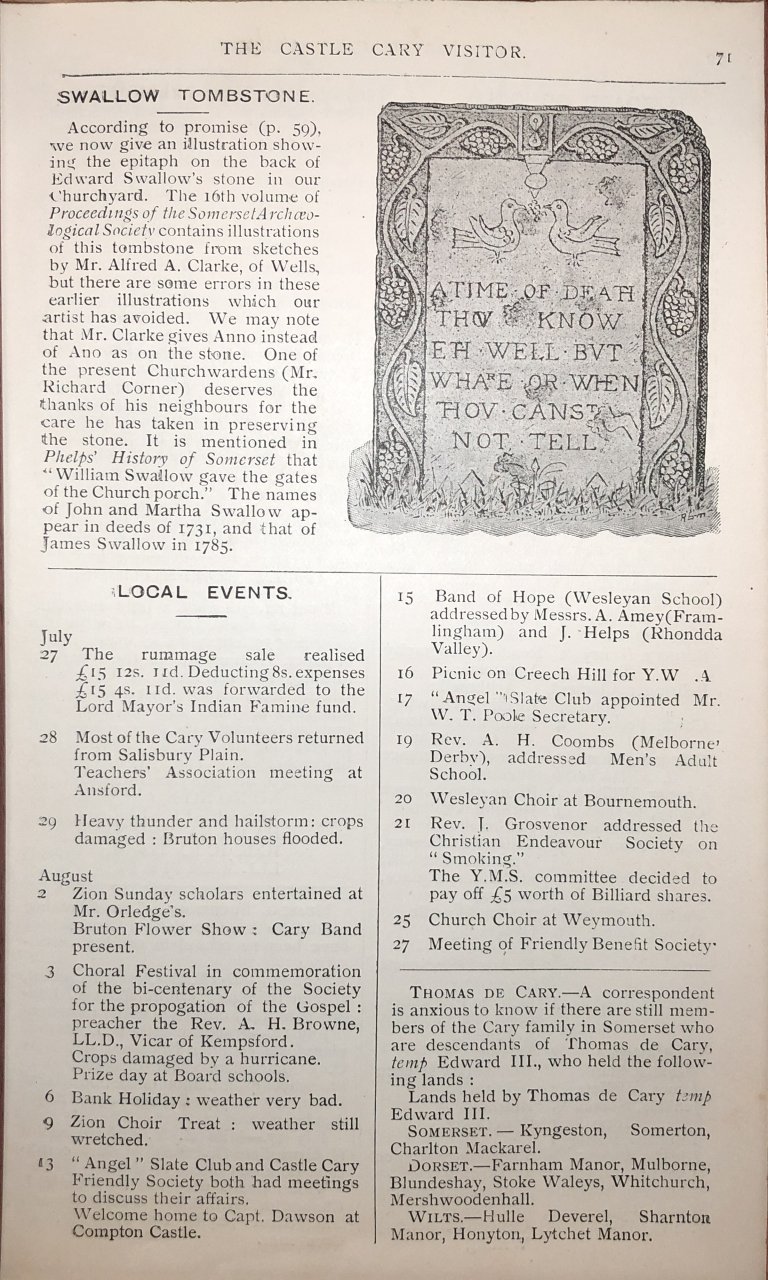 THE CASTLE CARY VISITOR.
71
SWALLOW TOMBSTONE.
According to promise (p. 59),
we now give an illustration show-
ing the epitaph on the back of
Edward Swallow's stone in our
Churchyard. The 16th volume of
Proceedings of the Somerset Archæo-
logical Society contains illustrations
of this tombstone from sketches
by Mr. Alfred A. Clarke, of Wells,
but there are some errors in these
earlier illustrations which our
artist has avoided. We may note
that Mr. Clarke gives Anno instead
of Ano as on the stone. One of
the present Churchwardens (Mr.
Richard Corner) deserves the
thanks of his neighbours for the
care he has taken in preserving
the stone. It is mentioned in
Phelps' History of Somerset that
"William Swallow gave the gates
of the Church porch." The names
of John and Martha Swallow ap-
pear in deeds of 1731, and that of
James Swallow in 1785.
A TIME · OF · DEATH
THOV KNOW
ETH · WELL · BVT
WHARE · OR · WHEN
THOV · CANST
NOT · TELL
LOCAL EVENTS.
July
27 The rummage sale realised
£15 12s. 11d. Deducting 8s. expenses
£15 4s. 11d. was forwarded to the
Lord Mayor's Indian Famine fund.
28 Most of the Cary Volunteers returned
from Salisbury Plain.
Teachers' Association meeting at
Ansford.
29 Heavy thunder and hailstorm: crops
damaged : Bruton houses flooded.
August
2 Zion Sunday scholars entertained at
Mr. Orledge's.
Bruton Flower Show : Cary Band
present.
3 Choral Festival in commemoration
of the bi-centenary of the Society
for the propogation of the Gospel :
preacher the Rev. A. H. Browne,
LL.D., Vicar of Kempsford.
Crops damaged by a hurricane.
Prize day at Board schools.
6 Bank Holiday : weather very bad.
9 Zion Choir Treat : weather still
wretched.
13 "Angel" Slate Club and Castle Cary
Friendly Society both had meetings
to discuss their affairs.
Welcome home to Capt. Dawson at
Compton Castle.
15 Band of Hope (Wesleyan School)
addressed by Messrs. A. Amey (Fram-
lingham) and J. Helps (Rhondda
Valley).
16 Picnic on Creech Hill for Y.W .A
17 "Angel" Slate Club appointed Mr.
W. T. Poole Secretary.
19 Rev. A. H. Coombs (Melborne,
Derby), addressed Men's Adult
School.
20 Wesleyan Choir at Bournemouth.
21 Rev. J. Grosvenor addressed the
Christian Endeavour Society on
"Smoking."
The Y.M.S. committee decided to
pay off £5 worth of Billiard shares.
25 Church Choir at Weymouth.
27 Meeting of Friendly Benefit Society.
THOMAS DE CARY.—A correspondent
is anxious to know if there are still mem-
bers of the Cary family in Somerset who
are descendants of Thomas de Cary,
temp Edward III., who held the follow-
ing lands :
Lands held by Thomas de Cary temp
Edward III.
SOMERSET. — Kyngeston, Somerton,
Charlton Mackarel.
DORSET.—Farnham Manor, Mulborne,
Blundeshay, Stoke Waleys, Whitchurch,
Mershwoodenhall.
WILTS.—Hulle Deverel, Sharnton
Manor, Honyton, Lytchet Manor.